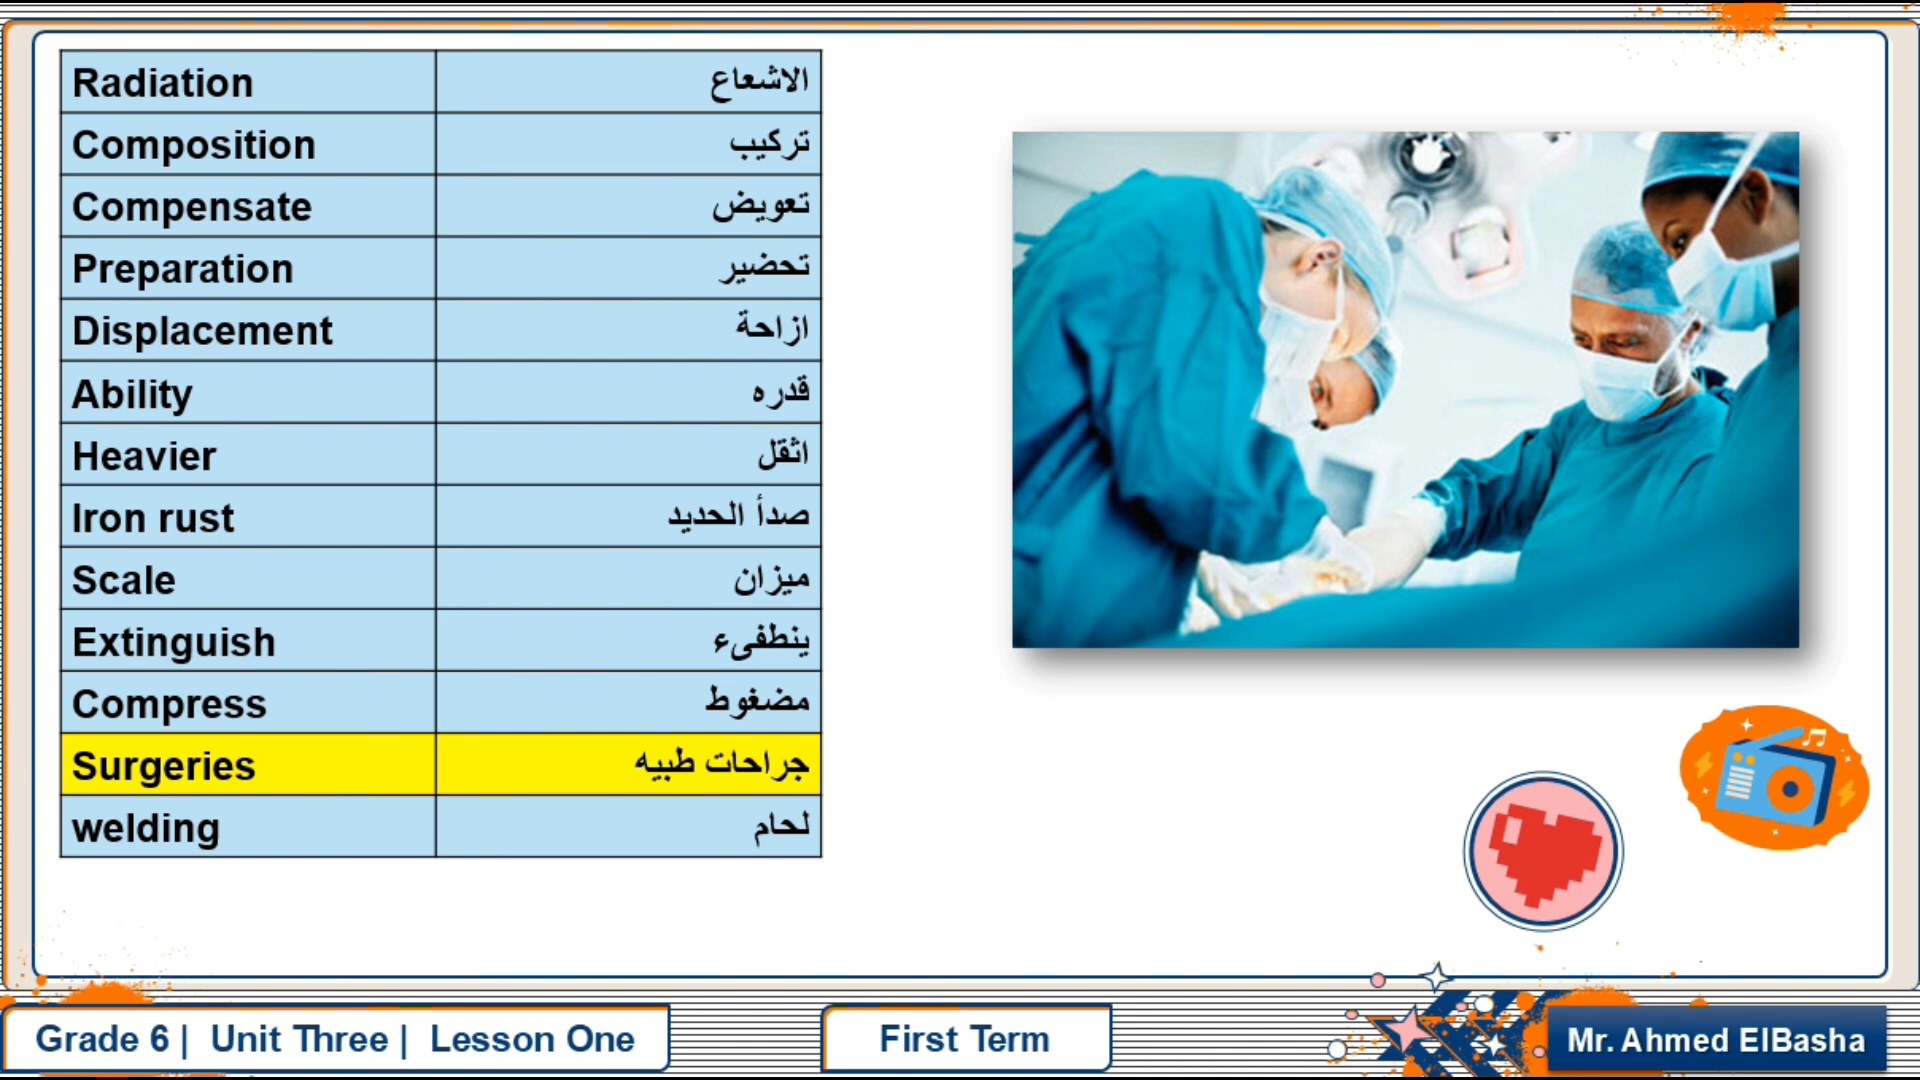 Radiation الاشعاع
Composition تركيب
Compensate تعويض
Preparation تحضير
Displacement ازاحة
Ability قدره
Heavier اثقل
Iron rust صدأ الحديد
Scale ميزان
Extinguish ينطفىء
Compress مضغوط
Surgeries جراحات طبيه
welding لحام
Grade 6 | Unit Three | Lesson One
First Term
Mr. Ahmed ElBasha